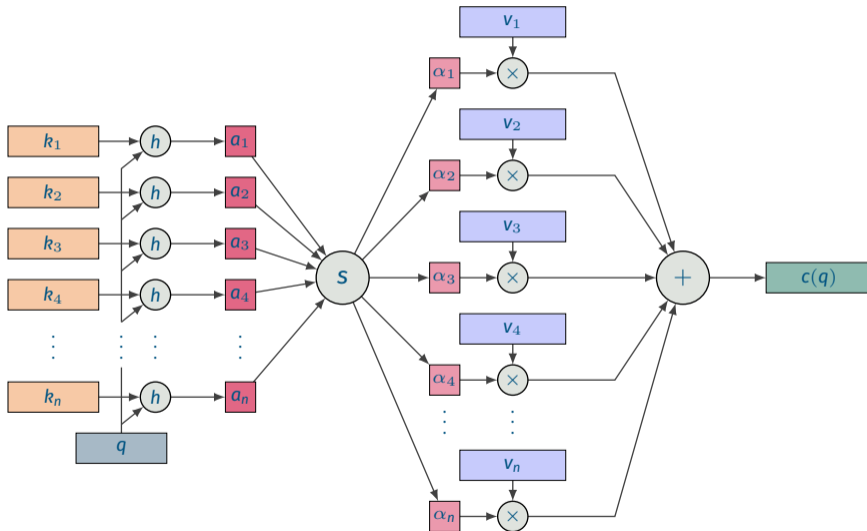 v₁
α₁ ×
k₁ h a₁
v₂
α₂ ×
k₂ h a₂
v₃
k₃ h a₃
s α₃ × + c(q)
k₄ h a₄
v₄
⋮ ⋮ ⋮ ⋮
α₄ ×
kₙ h aₙ
⋮ ⋮
q
vₙ
αₙ ×